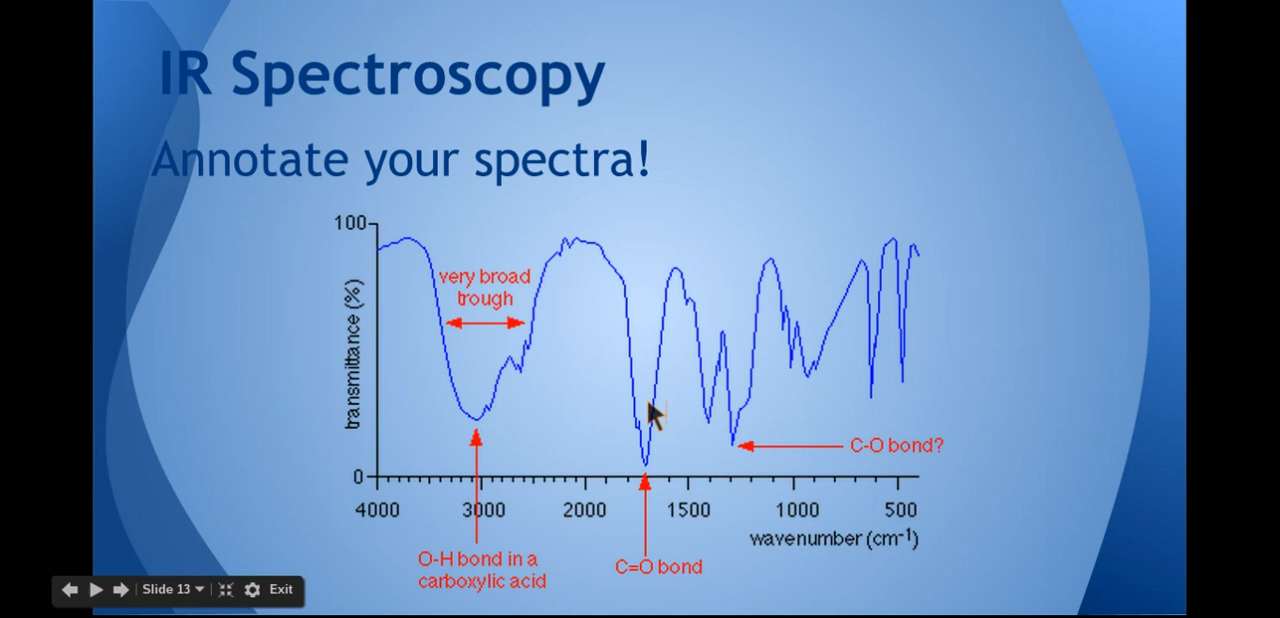 IR Spectroscopy
Annotate your spectra!
100
very broad
trough
transmittance (%)
C-O bond?
0
4000 3000 2000 1500 1000 500
wavenumber (cm-1)
O-H bond in a
carboxylic acid
C=O bond
Slide 13 Exit